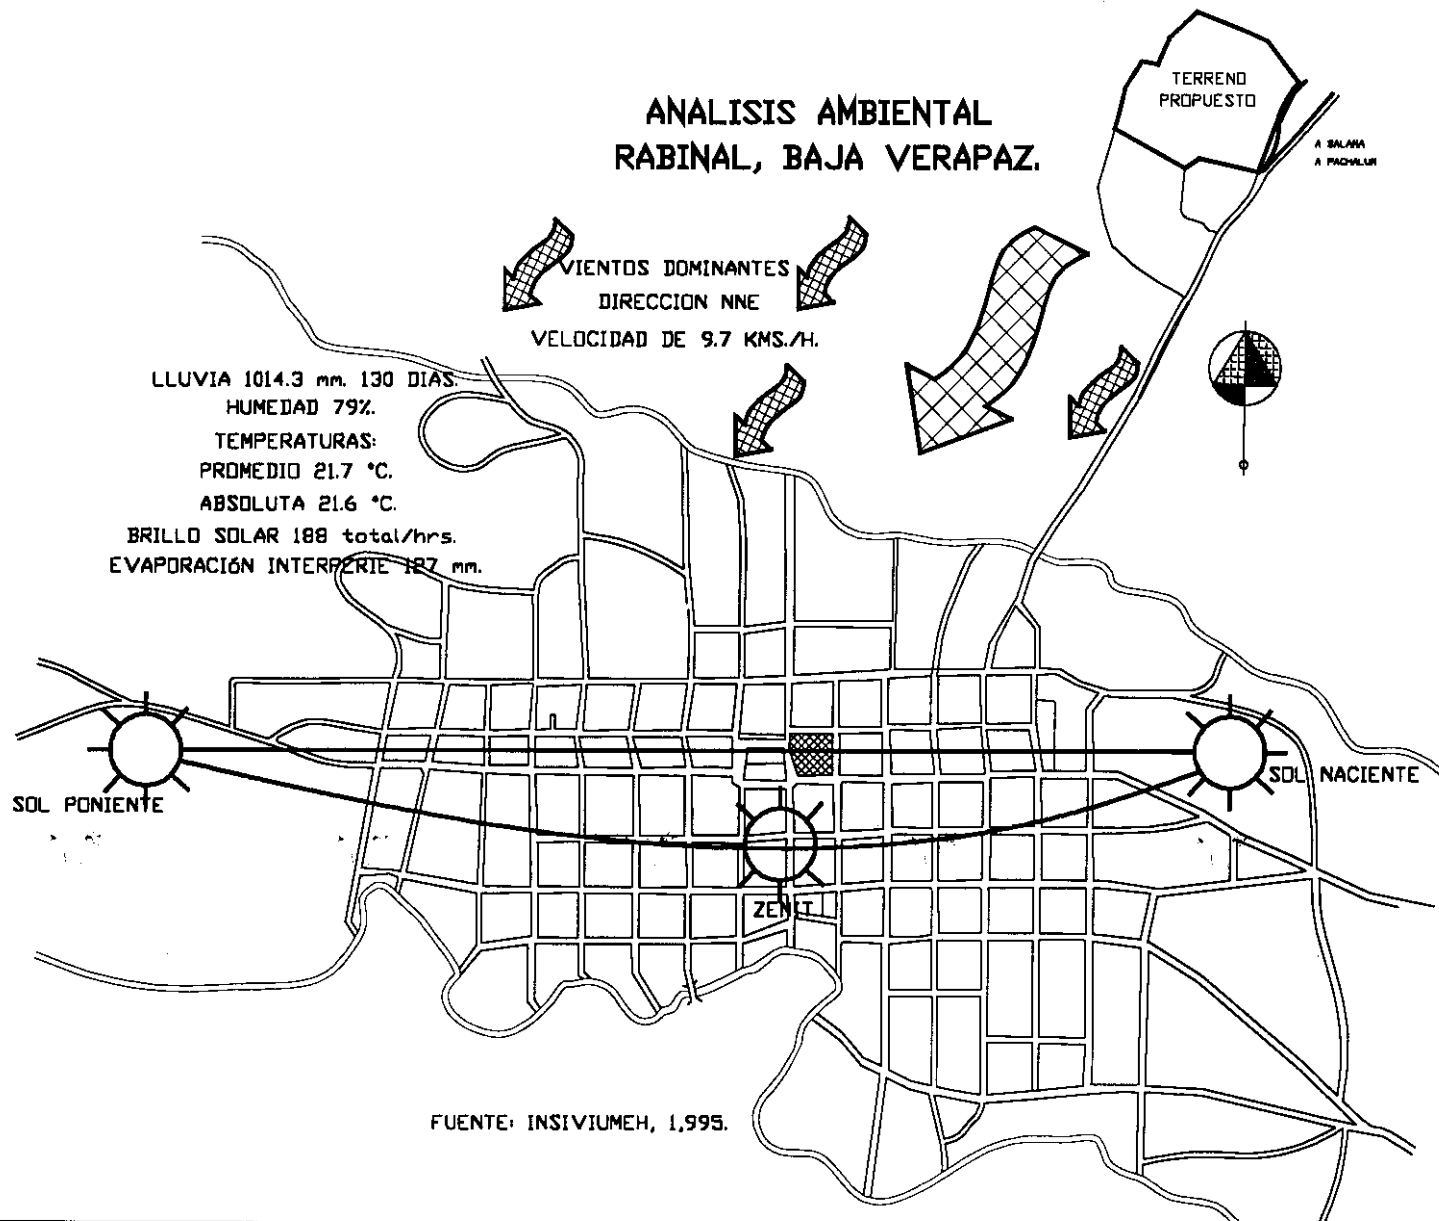 ANALISIS AMBIENTAL
RABINAL, BAJA VERAPAZ.
TERRENO
PROPUESTO
A SALAMA
A PACHALUM
VIENTOS DOMINANTES
DIRECCION NNE
VELOCIDAD DE 9.7 KMS./H.
LLUVIA 1014.3 mm. 130 DIAS.
HUMEDAD 79%.
TEMPERATURAS:
PROMEDIO 21.7 °C.
ABSOLUTA 21.6 °C.
BRILLO SOLAR 188 total/hrs.
EVAPORACIÓN INTERPERIE 127 mm.
SOL PONIENTE
SOL NACIENTE
ZENIT
FUENTE: INSIVIUMEH, 1,995.